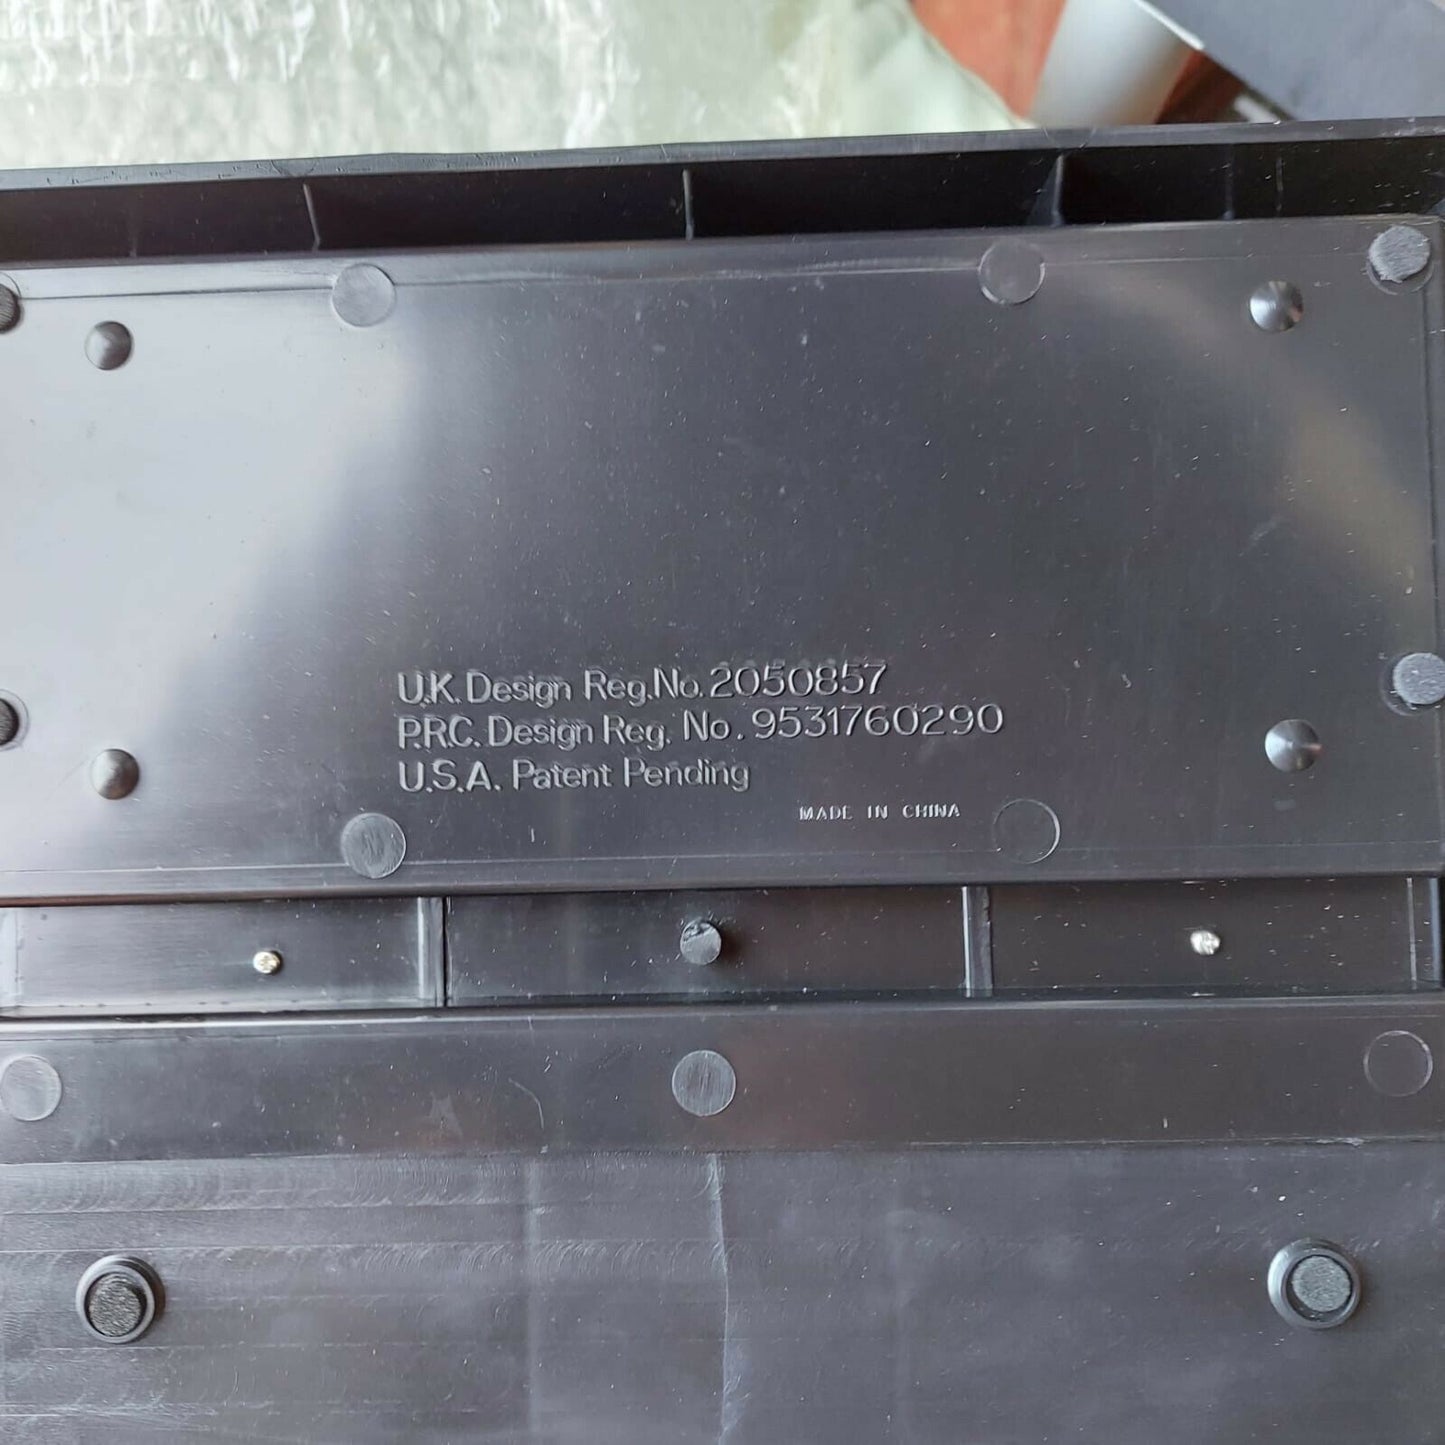 U.K. Design Reg. No. 2050857
P.R.C. Design Reg. No. 9531760290
U.S.A. Patent Pending
MADE IN CHINA